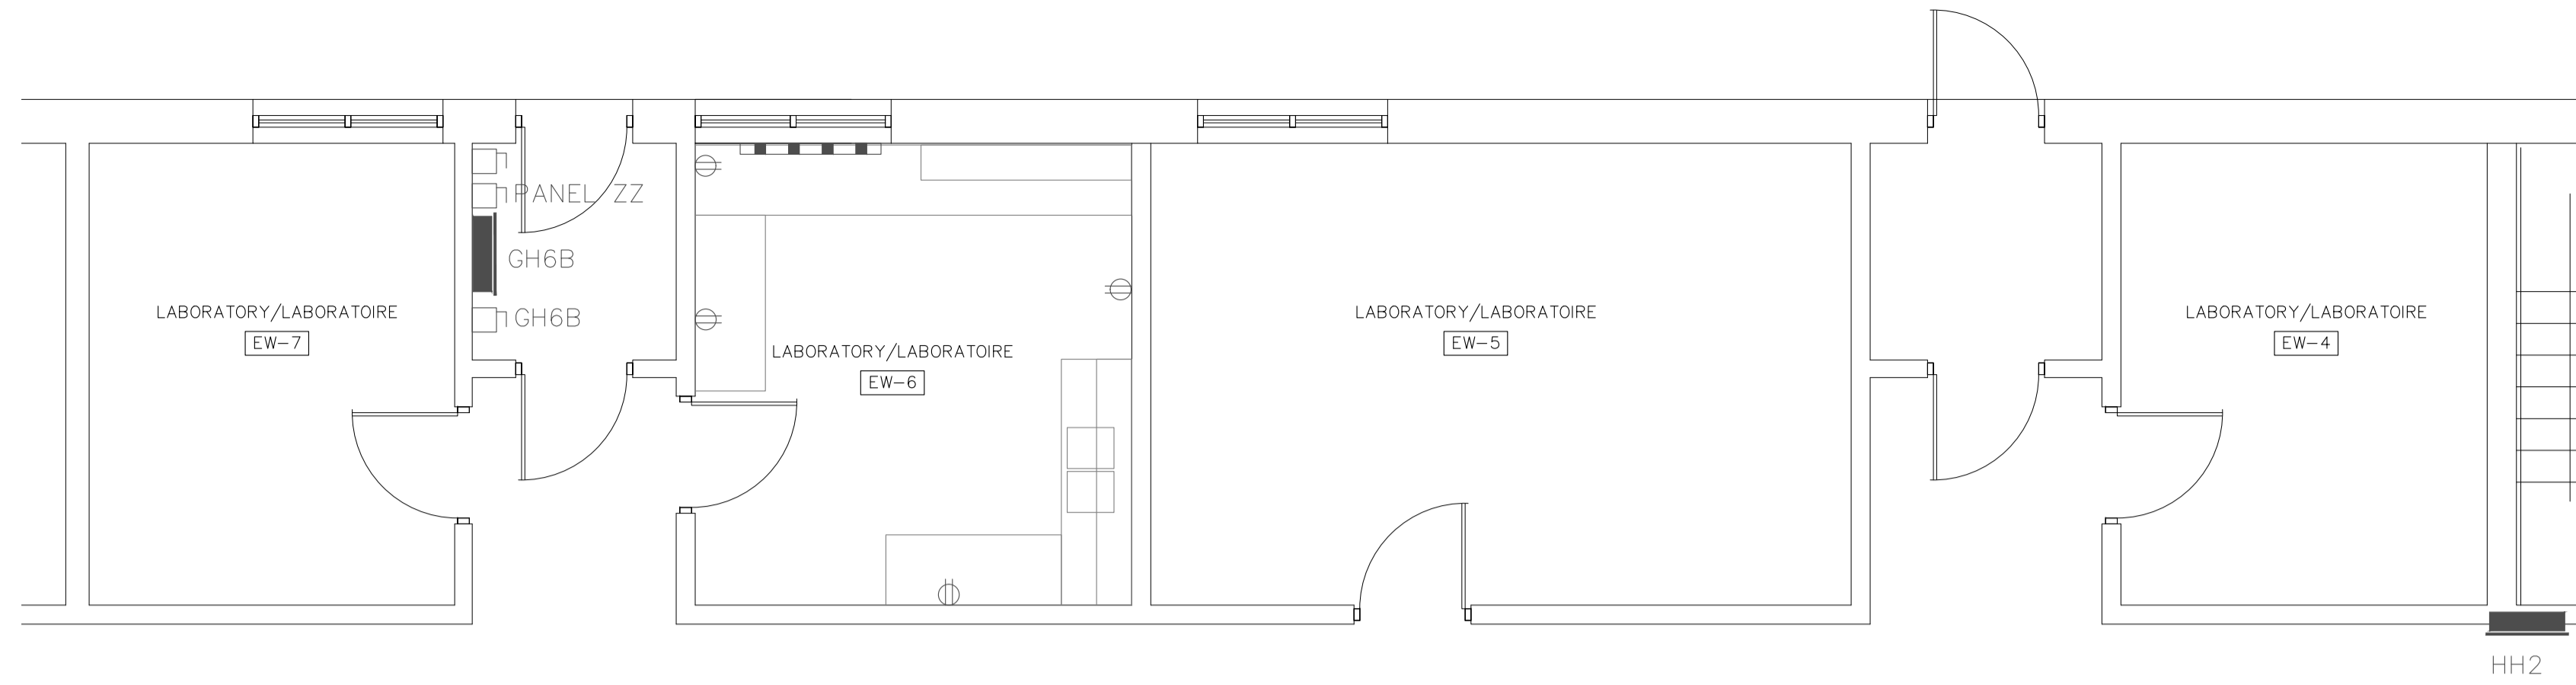 PANEL ZZ
GH6B
GH6B
LABORATORY/LABORATOIRE
EW-7
LABORATORY/LABORATOIRE
EW-6
LABORATORY/LABORATOIRE
EW-5
LABORATORY/LABORATOIRE
EW-4
HH2